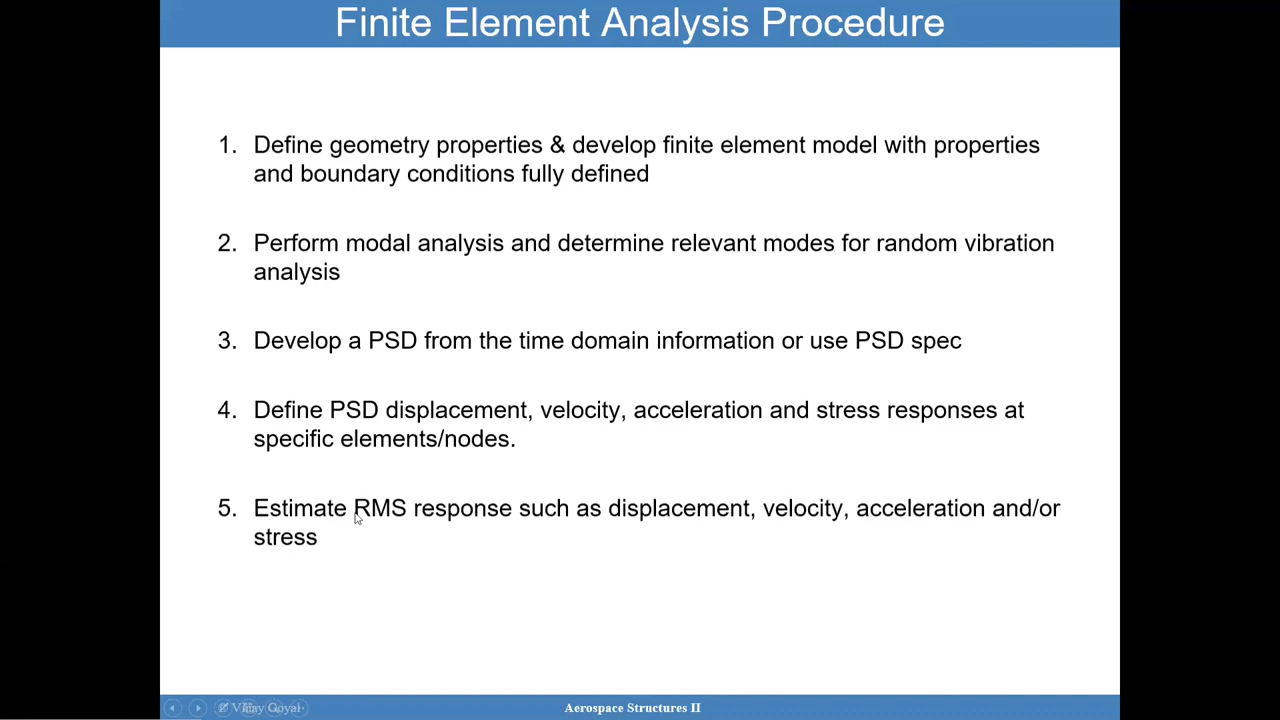 Finite Element Analysis Procedure
1. Define geometry properties & develop finite element model with properties
and boundary conditions fully defined
2. Perform modal analysis and determine relevant modes for random vibration
analysis
3. Develop a PSD from the time domain information or use PSD spec
4. Define PSD displacement, velocity, acceleration and stress responses at
specific elements/nodes.
5. Estimate RMS response such as displacement, velocity, acceleration and/or
stress
Vijay Goyal
Aerospace Structures II